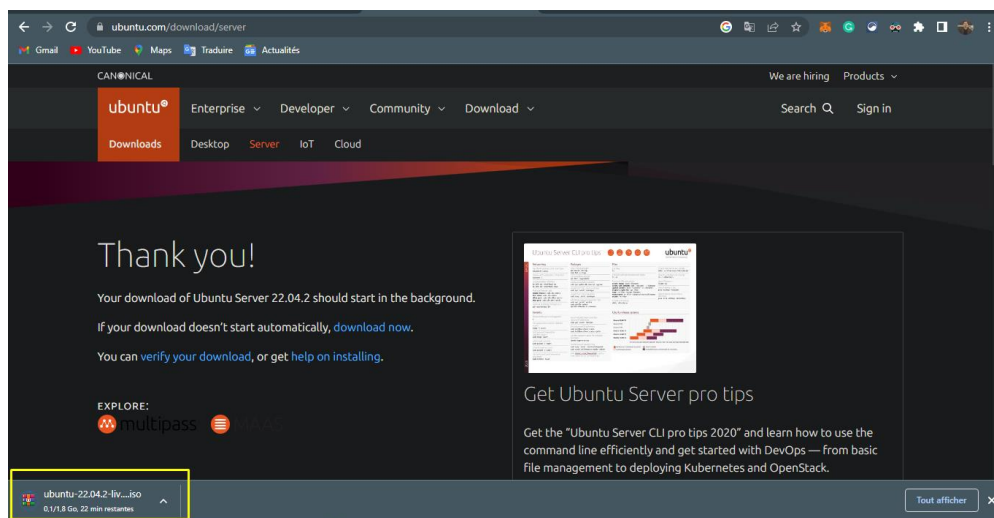 ubuntu.com/download/server
Gmail YouTube Maps Traduire Actualités
CANONICAL
We are hiring Products
ubuntu® Enterprise Developer Community Download Search Sign in
Downloads Desktop Server IoT Cloud
Thank you!
Your download of Ubuntu Server 22.04.2 should start in the background.
If your download doesn’t start automatically, download now.
You can verify your download, or get help on installing.
EXPLORE:
multipass MAAS
Ubuntu Server CLI pro tips ubuntu®
Get Ubuntu Server pro tips
Get the “Ubuntu Server CLI pro tips 2020” and learn how to use the
command line efficiently and get started with DevOps — from basic
file management to deploying Kubernetes and OpenStack.
ubuntu-22.04.2-liv....iso
0,1/1,8 Go, 22 min restantes
Tout afficher